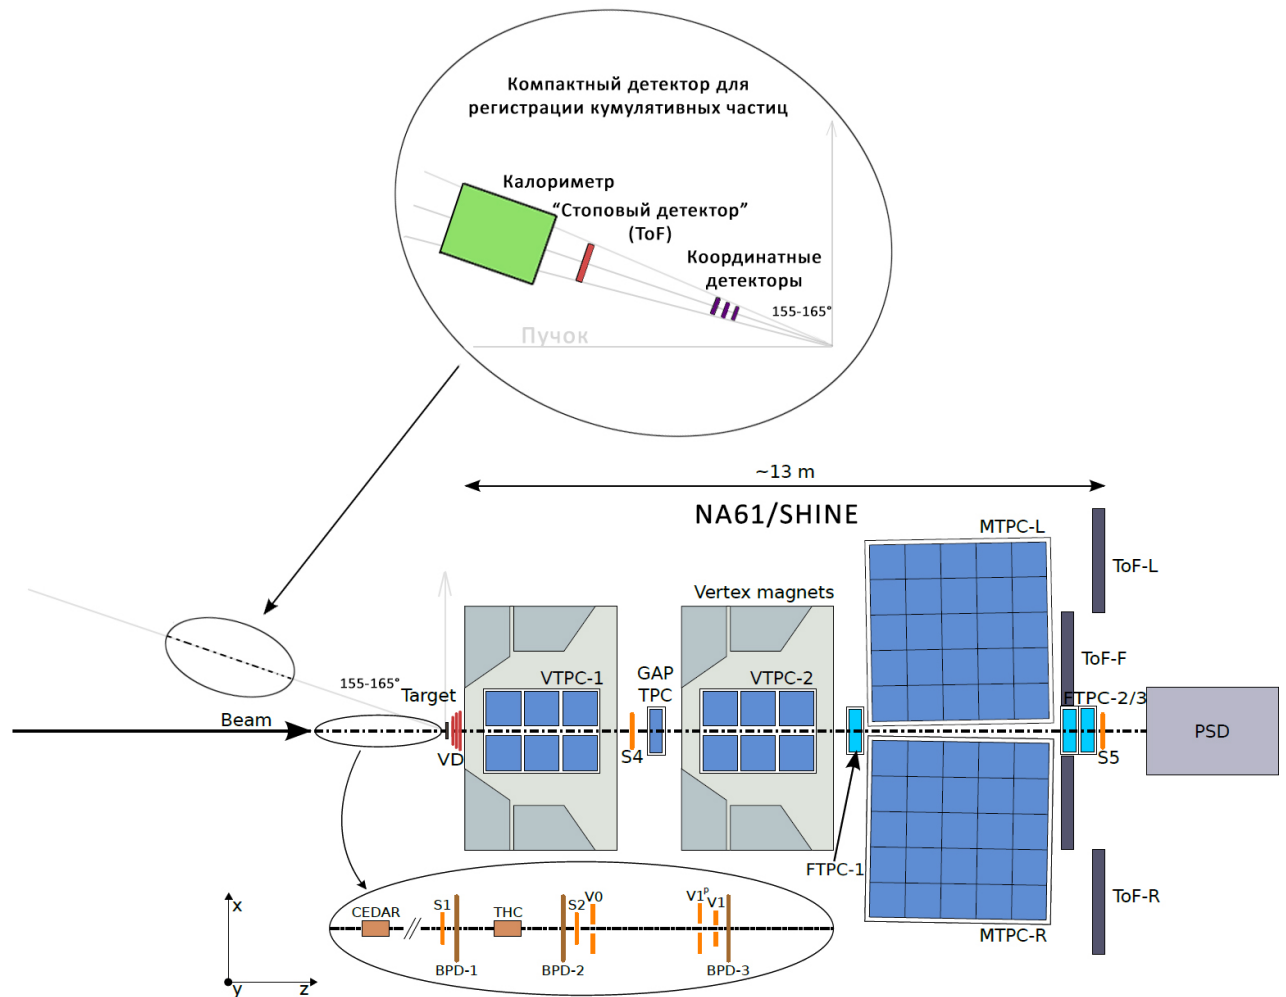 Компактный детектор для
регистрации кумулятивных частиц
Калориметр
“Стоповый детектор”
(ToF)
Координатные
детекторы
155-165°
Пучок
~13 m
NA61/SHINE
MTPC-L
ToF-L
Vertex magnets
ToF-F
VTPC-1
GAP
TPC
VTPC-2
155-165°
Target
FTPC-2/3
Beam
PSD
VD
S4
S5
FTPC-1
ToF-R
MTPC-R
x
y
z
CEDAR
S1
THC
S2
V0
V1ᵖ
V1
BPD-1
BPD-2
BPD-3